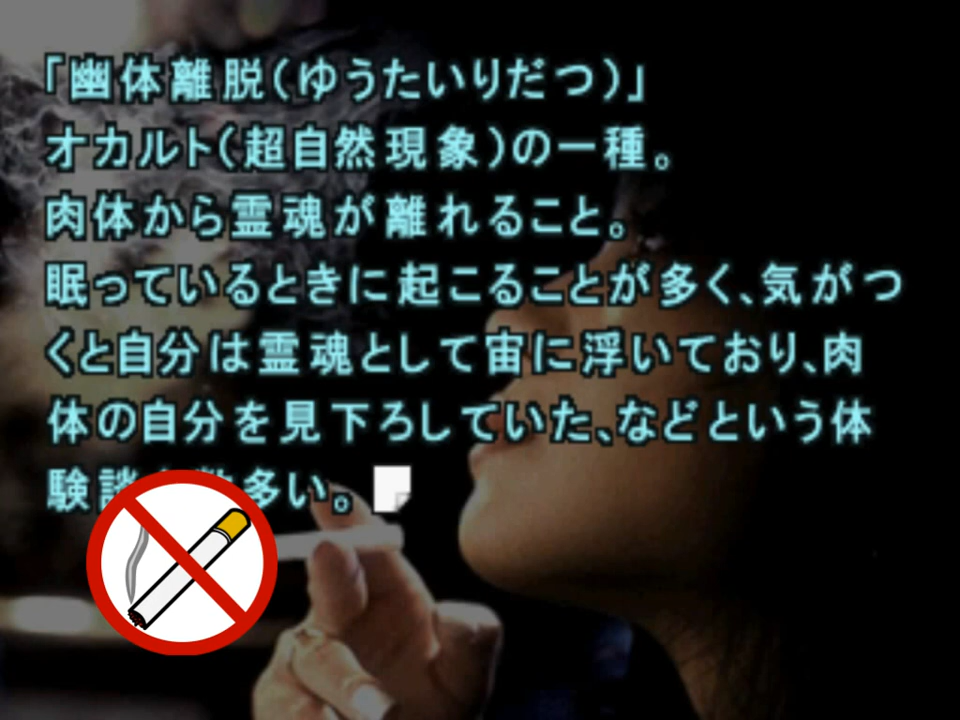 「幽体離脱(ゆうたいりだつ)」
オカルト(超自然現象)の一種。
肉体から霊魂が離れること。
眠っているときに起こることが多く、気がつ
くと自分は霊魂として宙に浮いており、肉
体の自分を見下ろしていた、などという体
験談 多い。